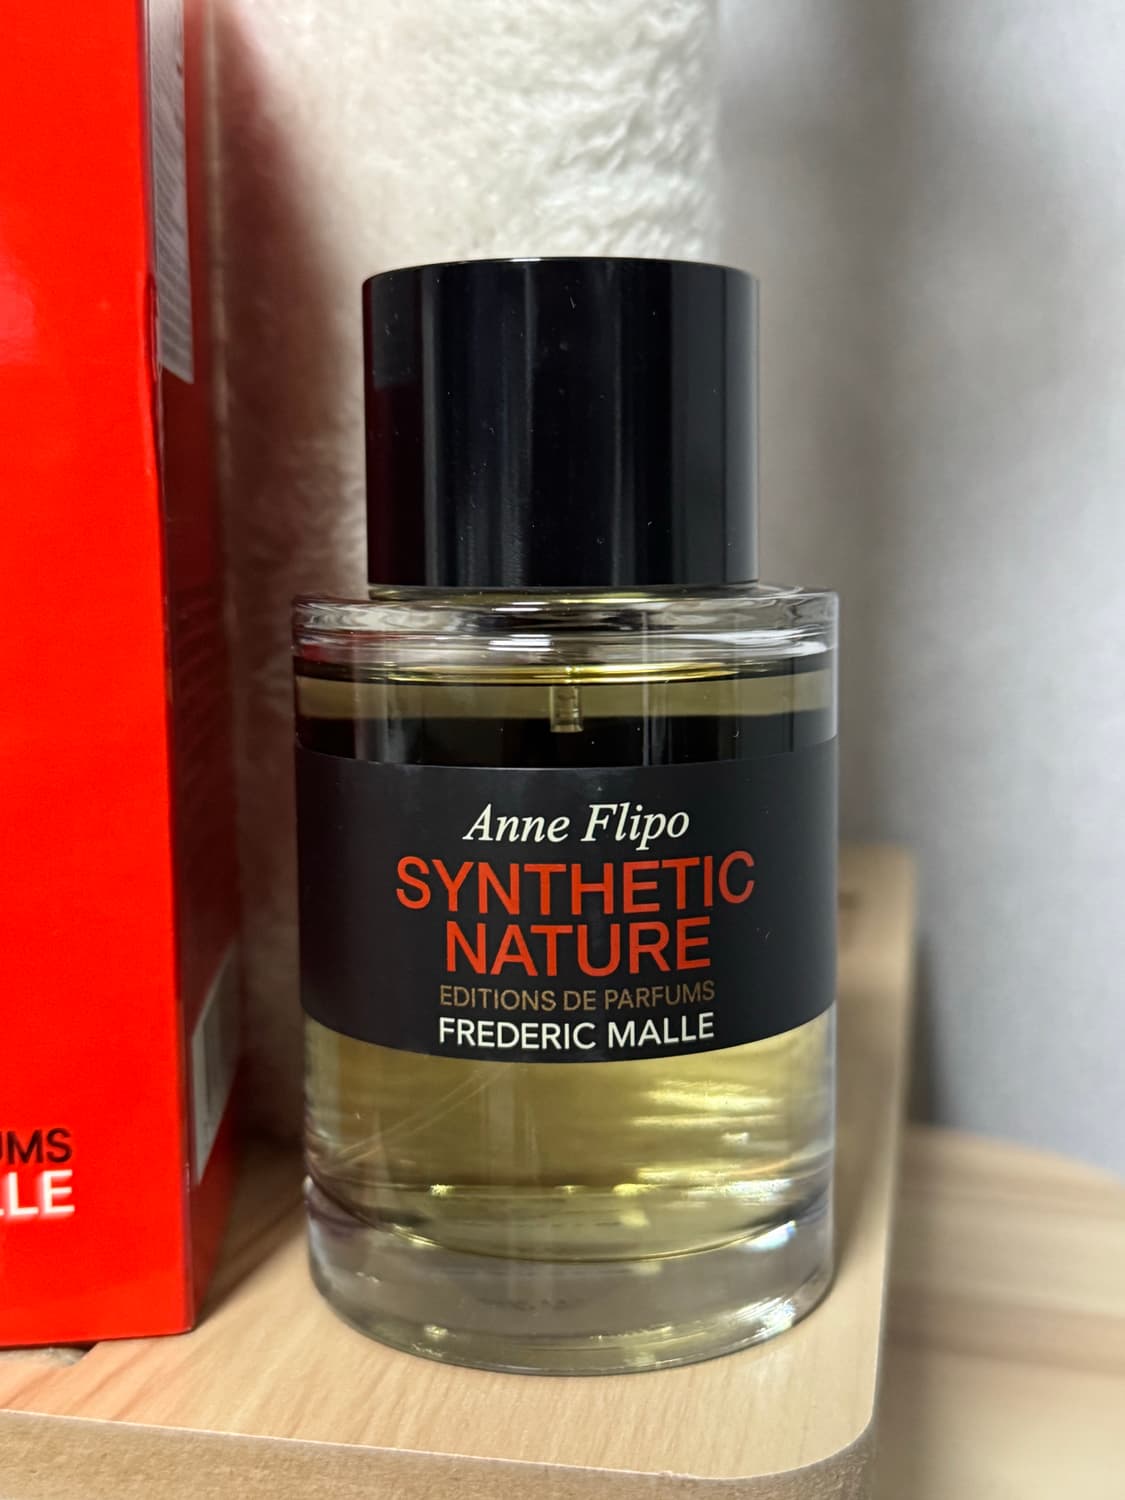 Anne Flipo
SYNTHETIC
NATURE
EDITIONS DE PARFUMS
FREDERIC MALLE
UMS
LLE